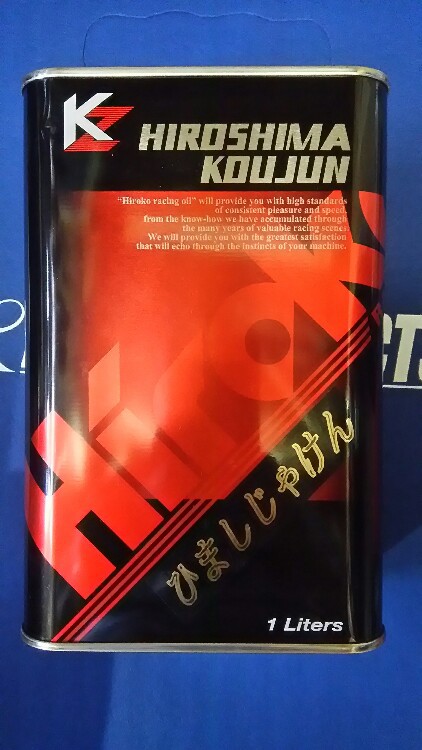 KZ
HIROSHIMA
KOUJUN
"Hiroko racing oil" will provide you with high standards
of consistent pleasure and speed,
from the know-how we have accumulated through
the many years of valuable racing scenes.
We will provide you with the greatest satisfaction
that will echo through the instincts of your machine.
Hiroko
ひましじゃけん
1 Liters